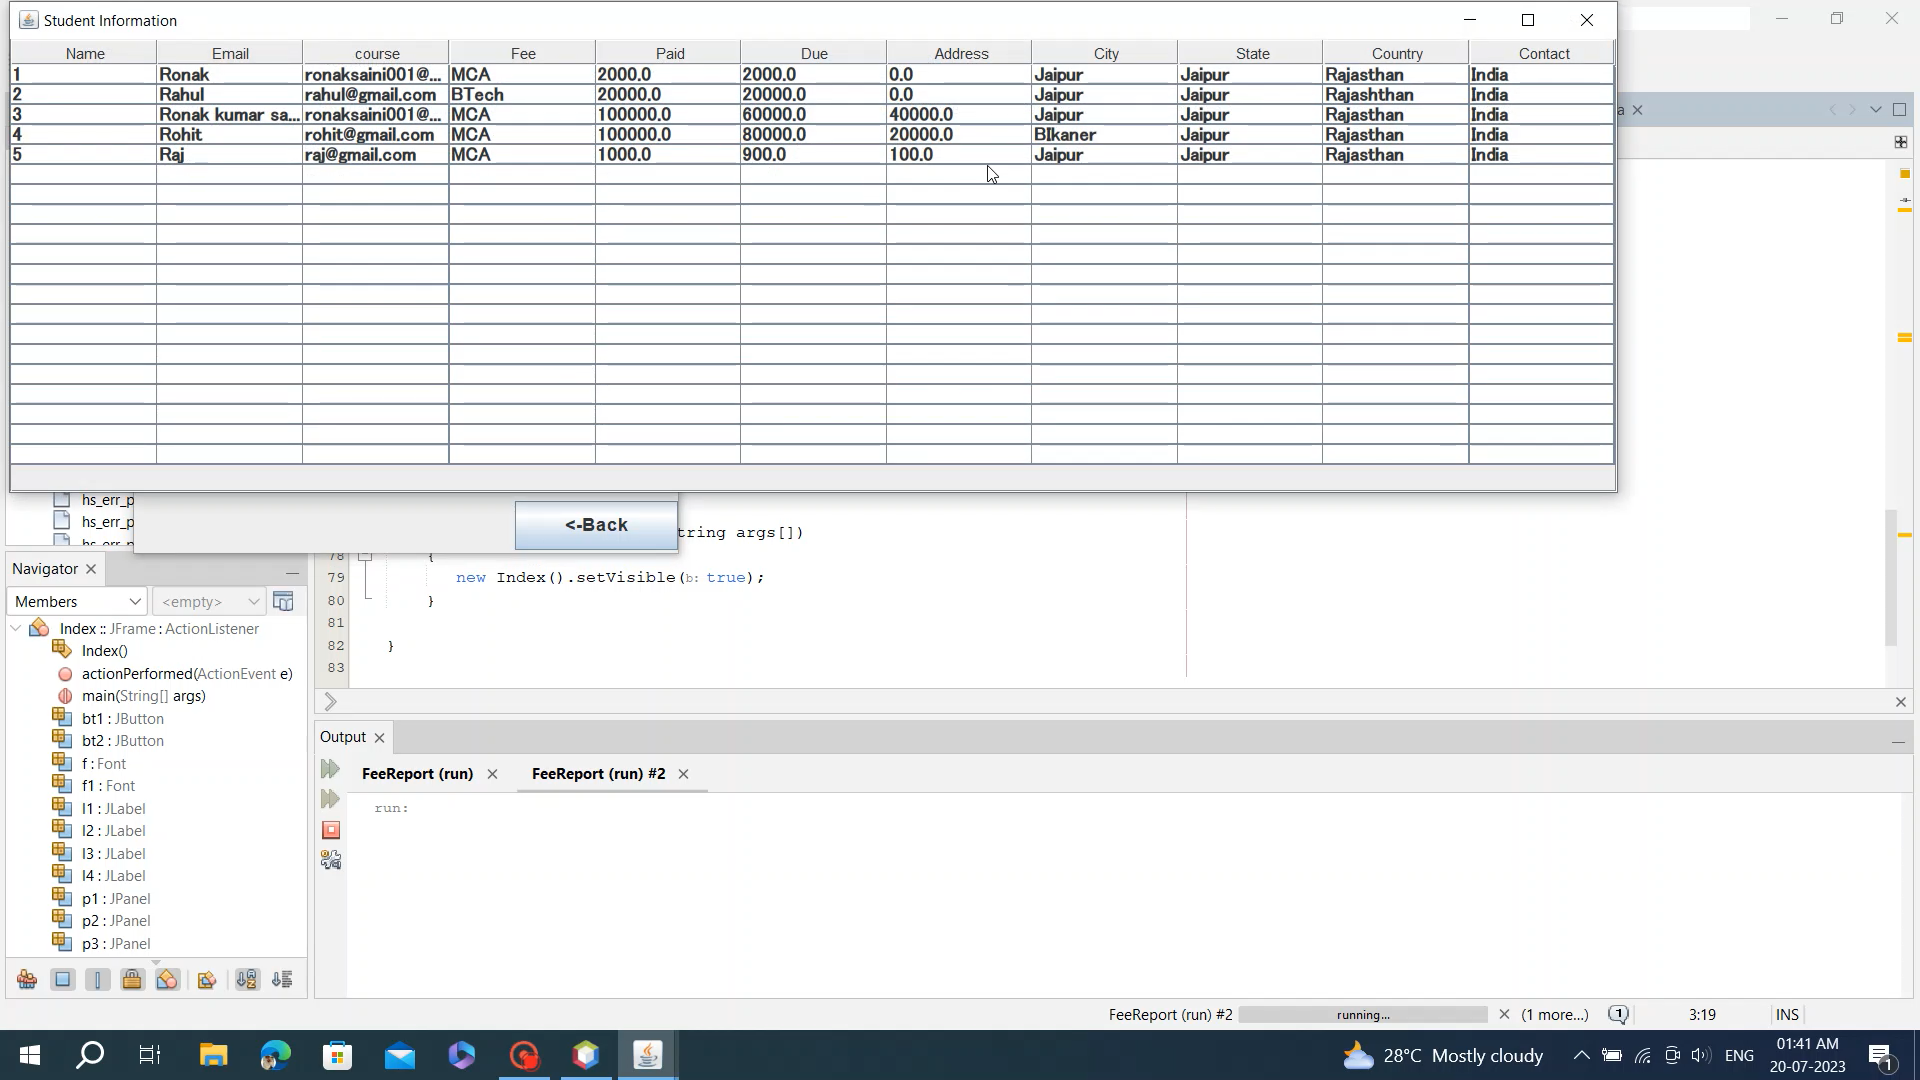 Student Information
Name Email course Fee Paid Due Address City State Country Contact
1 Ronak ronaksaini001@... MCA 2000.0 2000.0 0.0 Jaipur Jaipur Rajasthan India
2 Rahul rahul@gmail.com BTech 20000.0 20000.0 0.0 Jaipur Jaipur Rajashthan India
3 Ronak kumar sa... ronaksaini001@... MCA 100000.0 60000.0 40000.0 Jaipur Jaipur Rajasthan India
4 Rohit rohit@gmail.com MCA 100000.0 80000.0 20000.0 BIkaner Jaipur Rajasthan India
5 Raj raj@gmail.com MCA 1000.0 900.0 100.0 Jaipur Jaipur Rajasthan India
hs_err_p
hs_err_p
hs_err_p
<-Back
tring args[])
78 {
79 new Index().setVisible(b: true);
80 }
81
82 }
83
Navigator
Members <empty>
Index :: JFrame : ActionListener
Index()
actionPerformed(ActionEvent e)
main(String[] args)
bt1 : JButton
bt2 : JButton
f : Font
f1 : Font
l1 : JLabel
l2 : JLabel
l3 : JLabel
l4 : JLabel
p1 : JPanel
p2 : JPanel
p3 : JPanel
Output
FeeReport (run) FeeReport (run) #2
run:
FeeReport (run) #2 running... (1 more...) 1 3:19 INS
28°C Mostly cloudy ENG 01:41 AM
20-07-2023
1